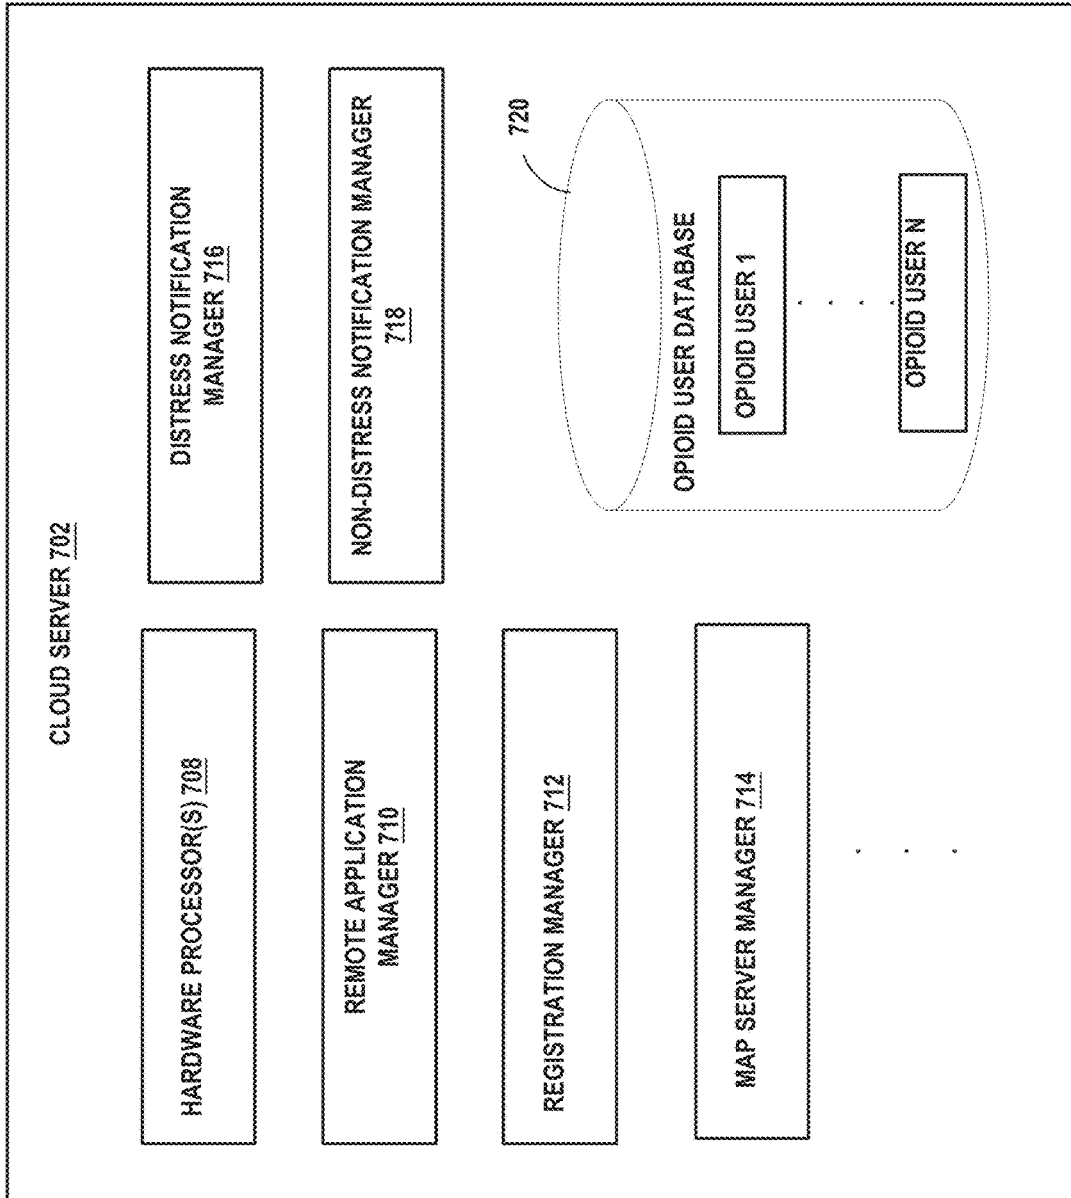 CLOUD SERVER 702
HARDWARE PROCESSOR(S) 708
REMOTE APPLICATION
MANAGER 710
REGISTRATION MANAGER 712
MAP SERVER MANAGER 714
DISTRESS NOTIFICATION
MANAGER 716
NON-DISTRESS NOTIFICATION MANAGER
718
720
OPIOID USER DATABASE
OPIOID USER 1
OPIOID USER N